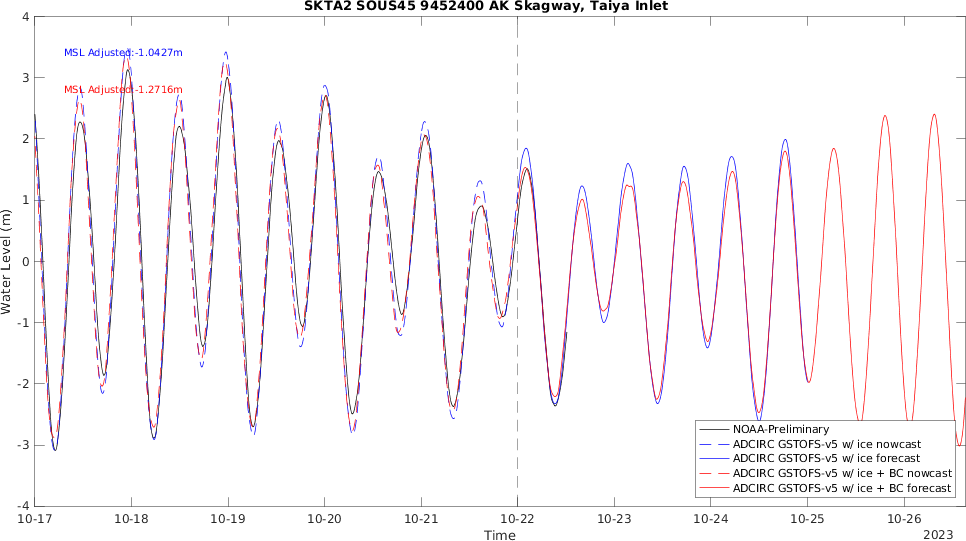 SKTA2 SOUS45 9452400 AK Skagway, Taiya Inlet
MSL Adjusted:-1.0427m
MSL Adjusted:-1.2716m
4
3
2
1
0
-1
-2
-3
-4
Water Level (m)
NOAA-Preliminary
ADCIRC GSTOFS-v5 w/ ice nowcast
ADCIRC GSTOFS-v5 w/ ice forecast
ADCIRC GSTOFS-v5 w/ ice + BC nowcast
ADCIRC GSTOFS-v5 w/ ice + BC forecast
10-17 10-18 10-19 10-20 10-21 10-22 10-23 10-24 10-25 10-26
Time
2023